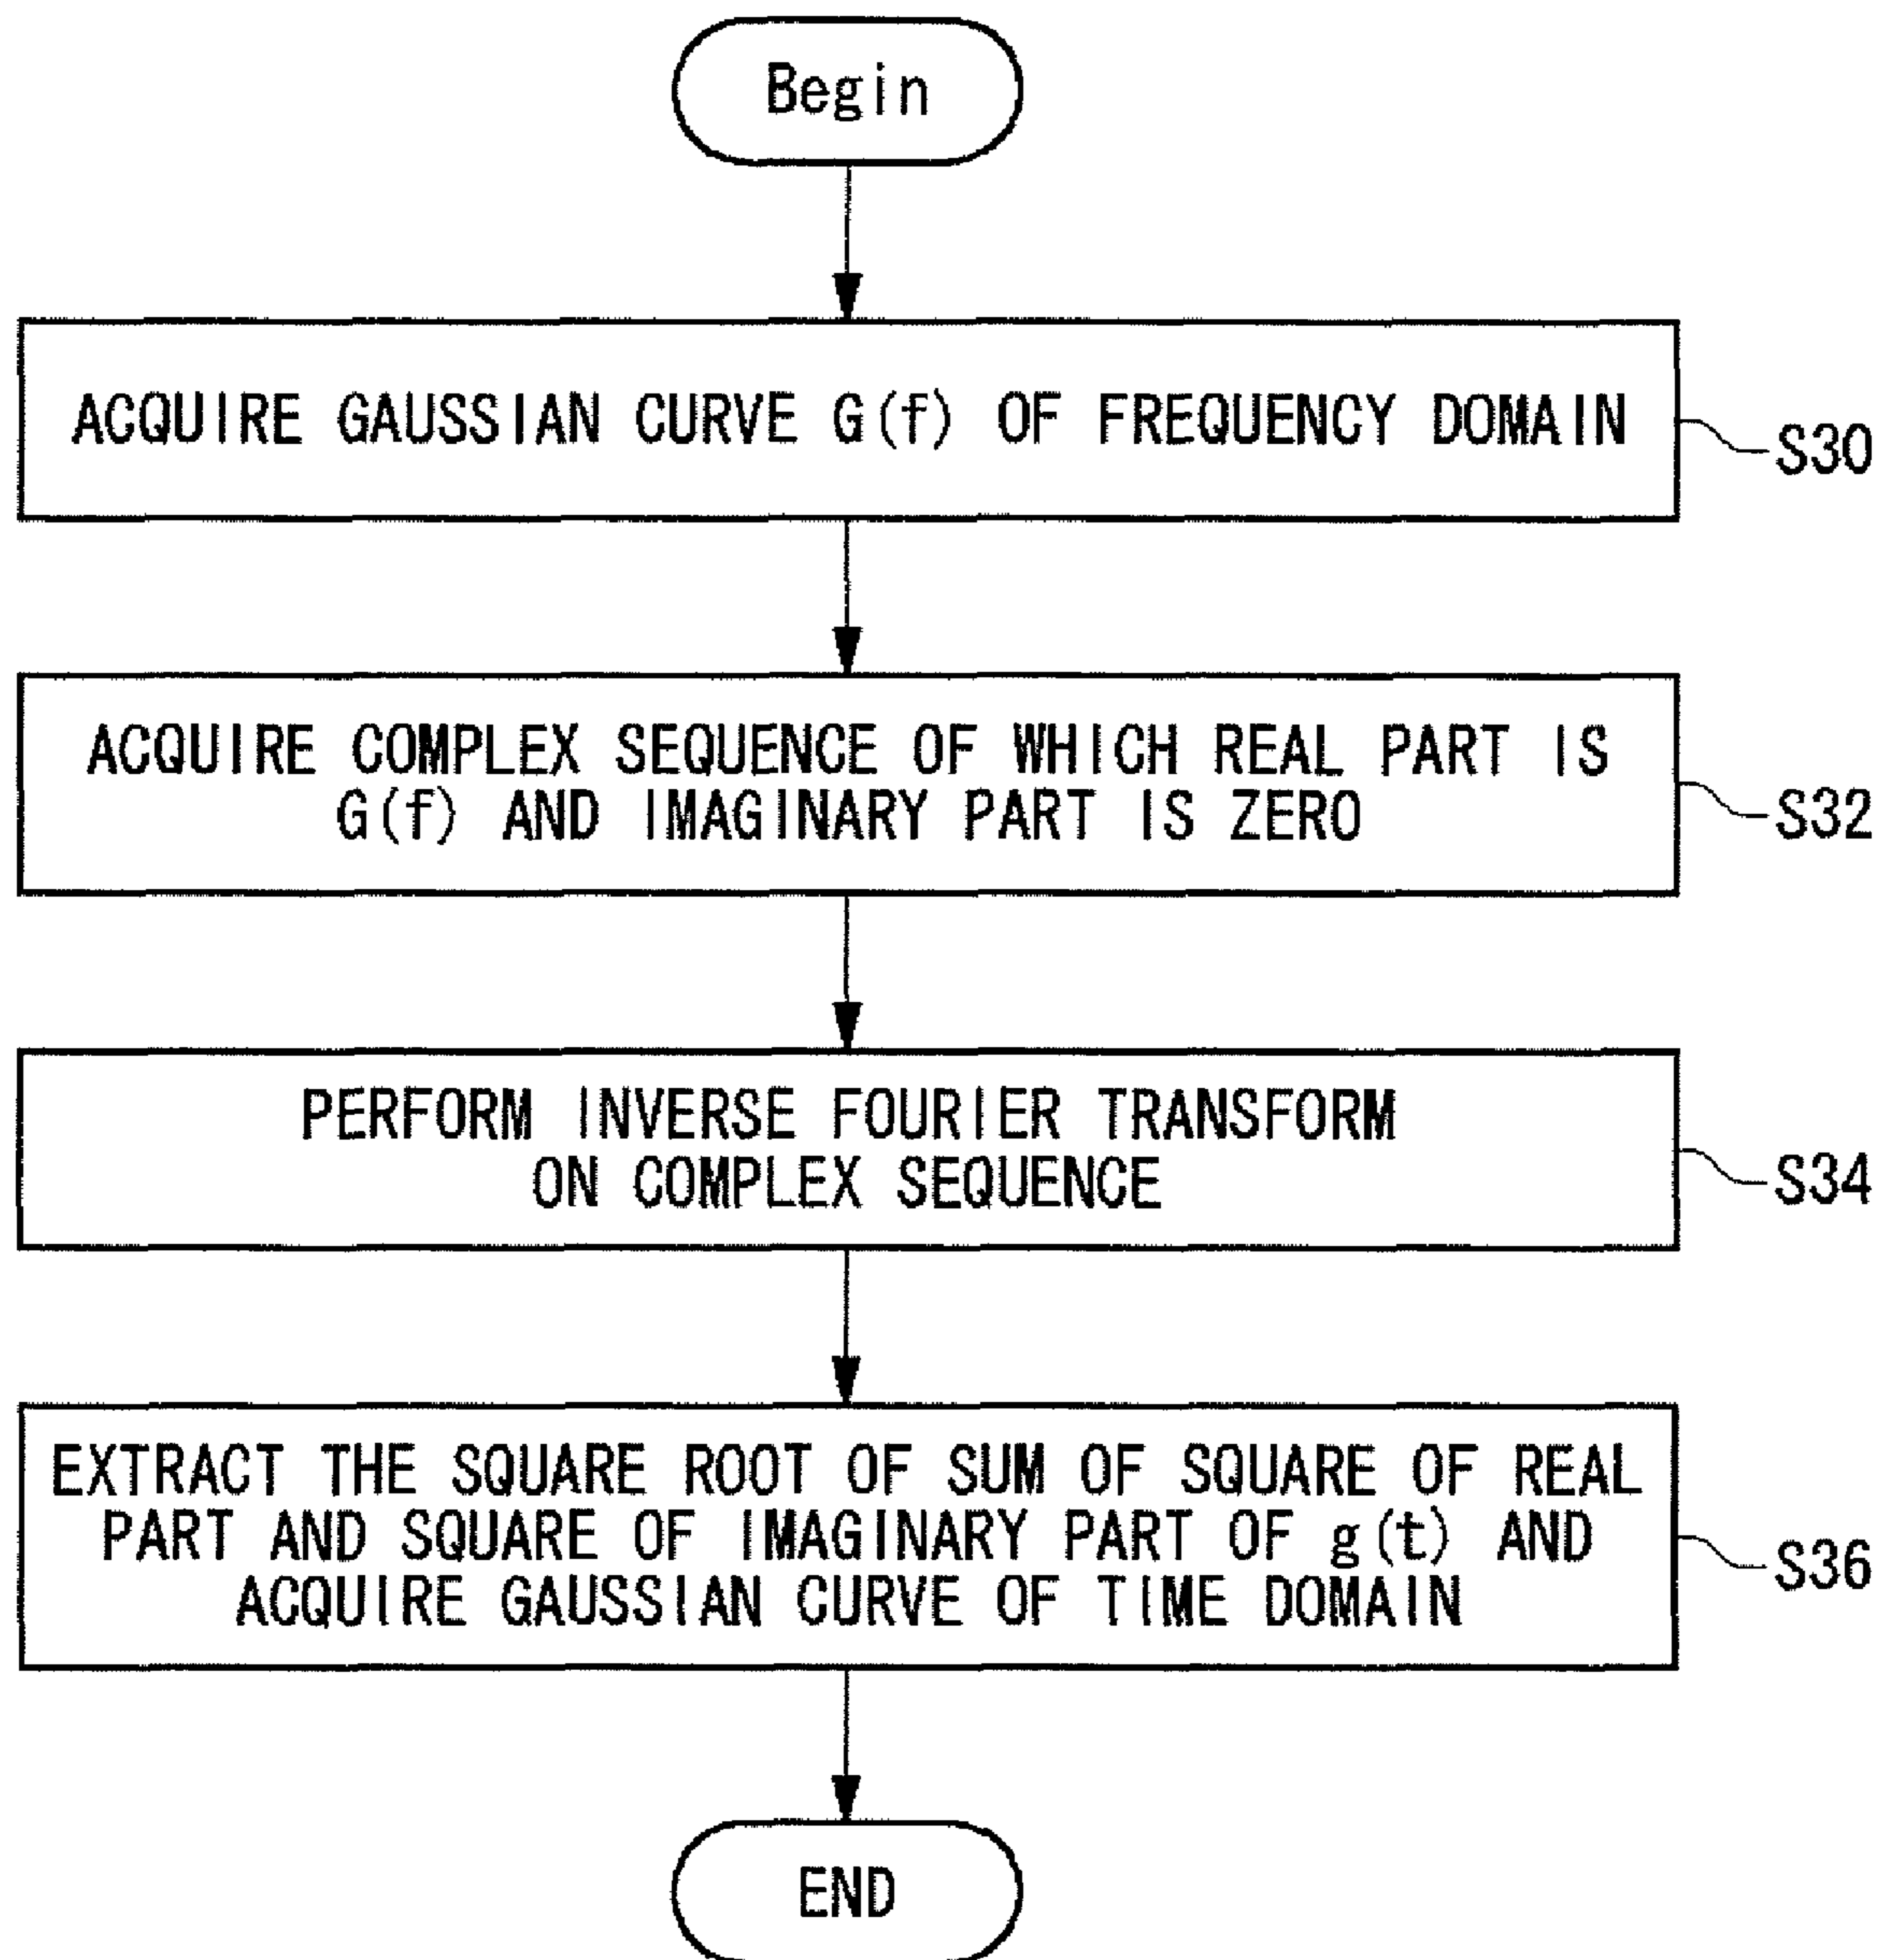 Begin
ACQUIRE GAUSSIAN CURVE G(f) OF FREQUENCY DOMAIN
S30
ACQUIRE COMPLEX SEQUENCE OF WHICH REAL PART IS
G(f) AND IMAGINARY PART IS ZERO
S32
PERFORM INVERSE FOURIER TRANSFORM
ON COMPLEX SEQUENCE
S34
EXTRACT THE SQUARE ROOT OF SUM OF SQUARE OF REAL
PART AND SQUARE OF IMAGINARY PART OF g(t) AND
ACQUIRE GAUSSIAN CURVE OF TIME DOMAIN
S36
END